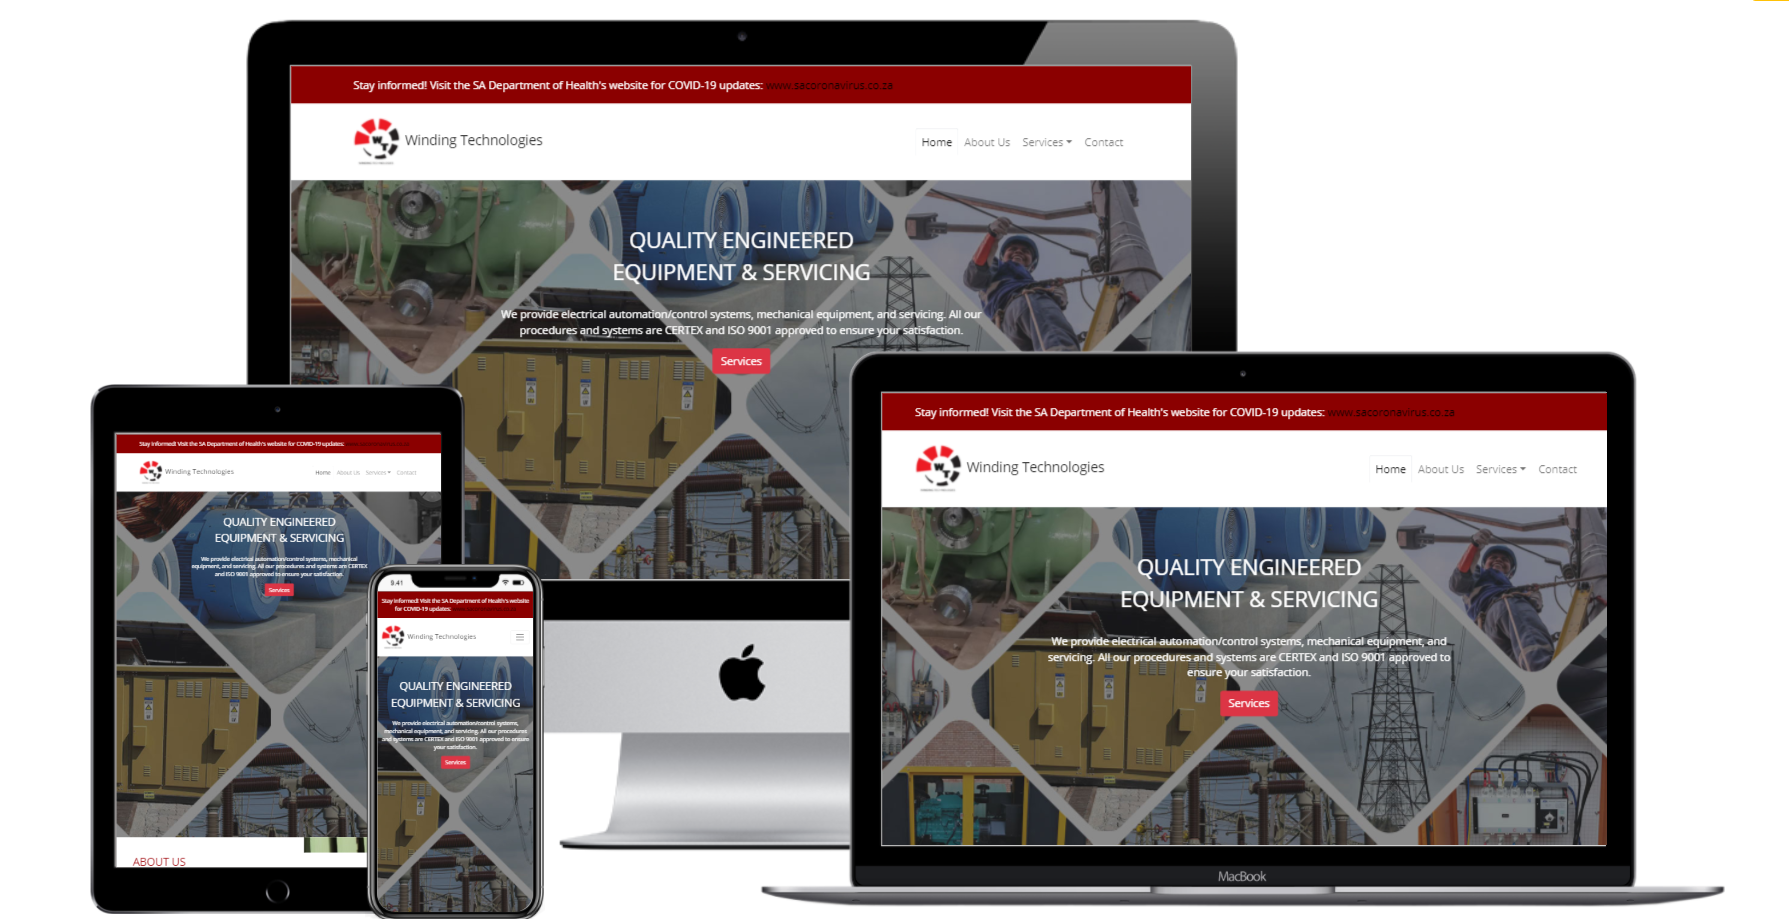 Stay informed! Visit the SA Department of Health's website for COVID-19 updates: www.sacoronavirus.co.za
Winding Technologies
Home About Us Services Contact
QUALITY ENGINEERED
EQUIPMENT & SERVICING
We provide electrical automation/control systems, mechanical equipment, and servicing. All our
procedures and systems are CERTEX and ISO 9001 approved to ensure your satisfaction.
Services
Stay informed! Visit the SA Department of Health's website for COVID-19 updates:
Winding Technologies
Home About Us Services Contact
QUALITY ENGINEERED
EQUIPMENT & SERVICING
We provide electrical automation/control systems, mechanical
equipment, and servicing. All our procedures and systems are CERTEX
and ISO 9001 approved to ensure your satisfaction.
Services
ABOUT US
9:41
Stay informed! Visit the SA Department of Health's website
for COVID-19 updates:
Winding Technologies
QUALITY ENGINEERED
EQUIPMENT & SERVICING
We provide electrical automation/control systems,
mechanical equipment, and servicing. All our procedures
and systems are CERTEX and ISO 9001 approved to ensure
your satisfaction.
Services
Stay informed! Visit the SA Department of Health's website for COVID-19 updates: www.sacoronavirus.co.za
WT
Winding Technologies
Home About Us Services Contact
QUALITY ENGINEERED
EQUIPMENT & SERVICING
We provide electrical automation/control systems, mechanical equipment, and
servicing. All our procedures and systems are CERTEX and ISO 9001 approved to
ensure your satisfaction.
Services
MacBook